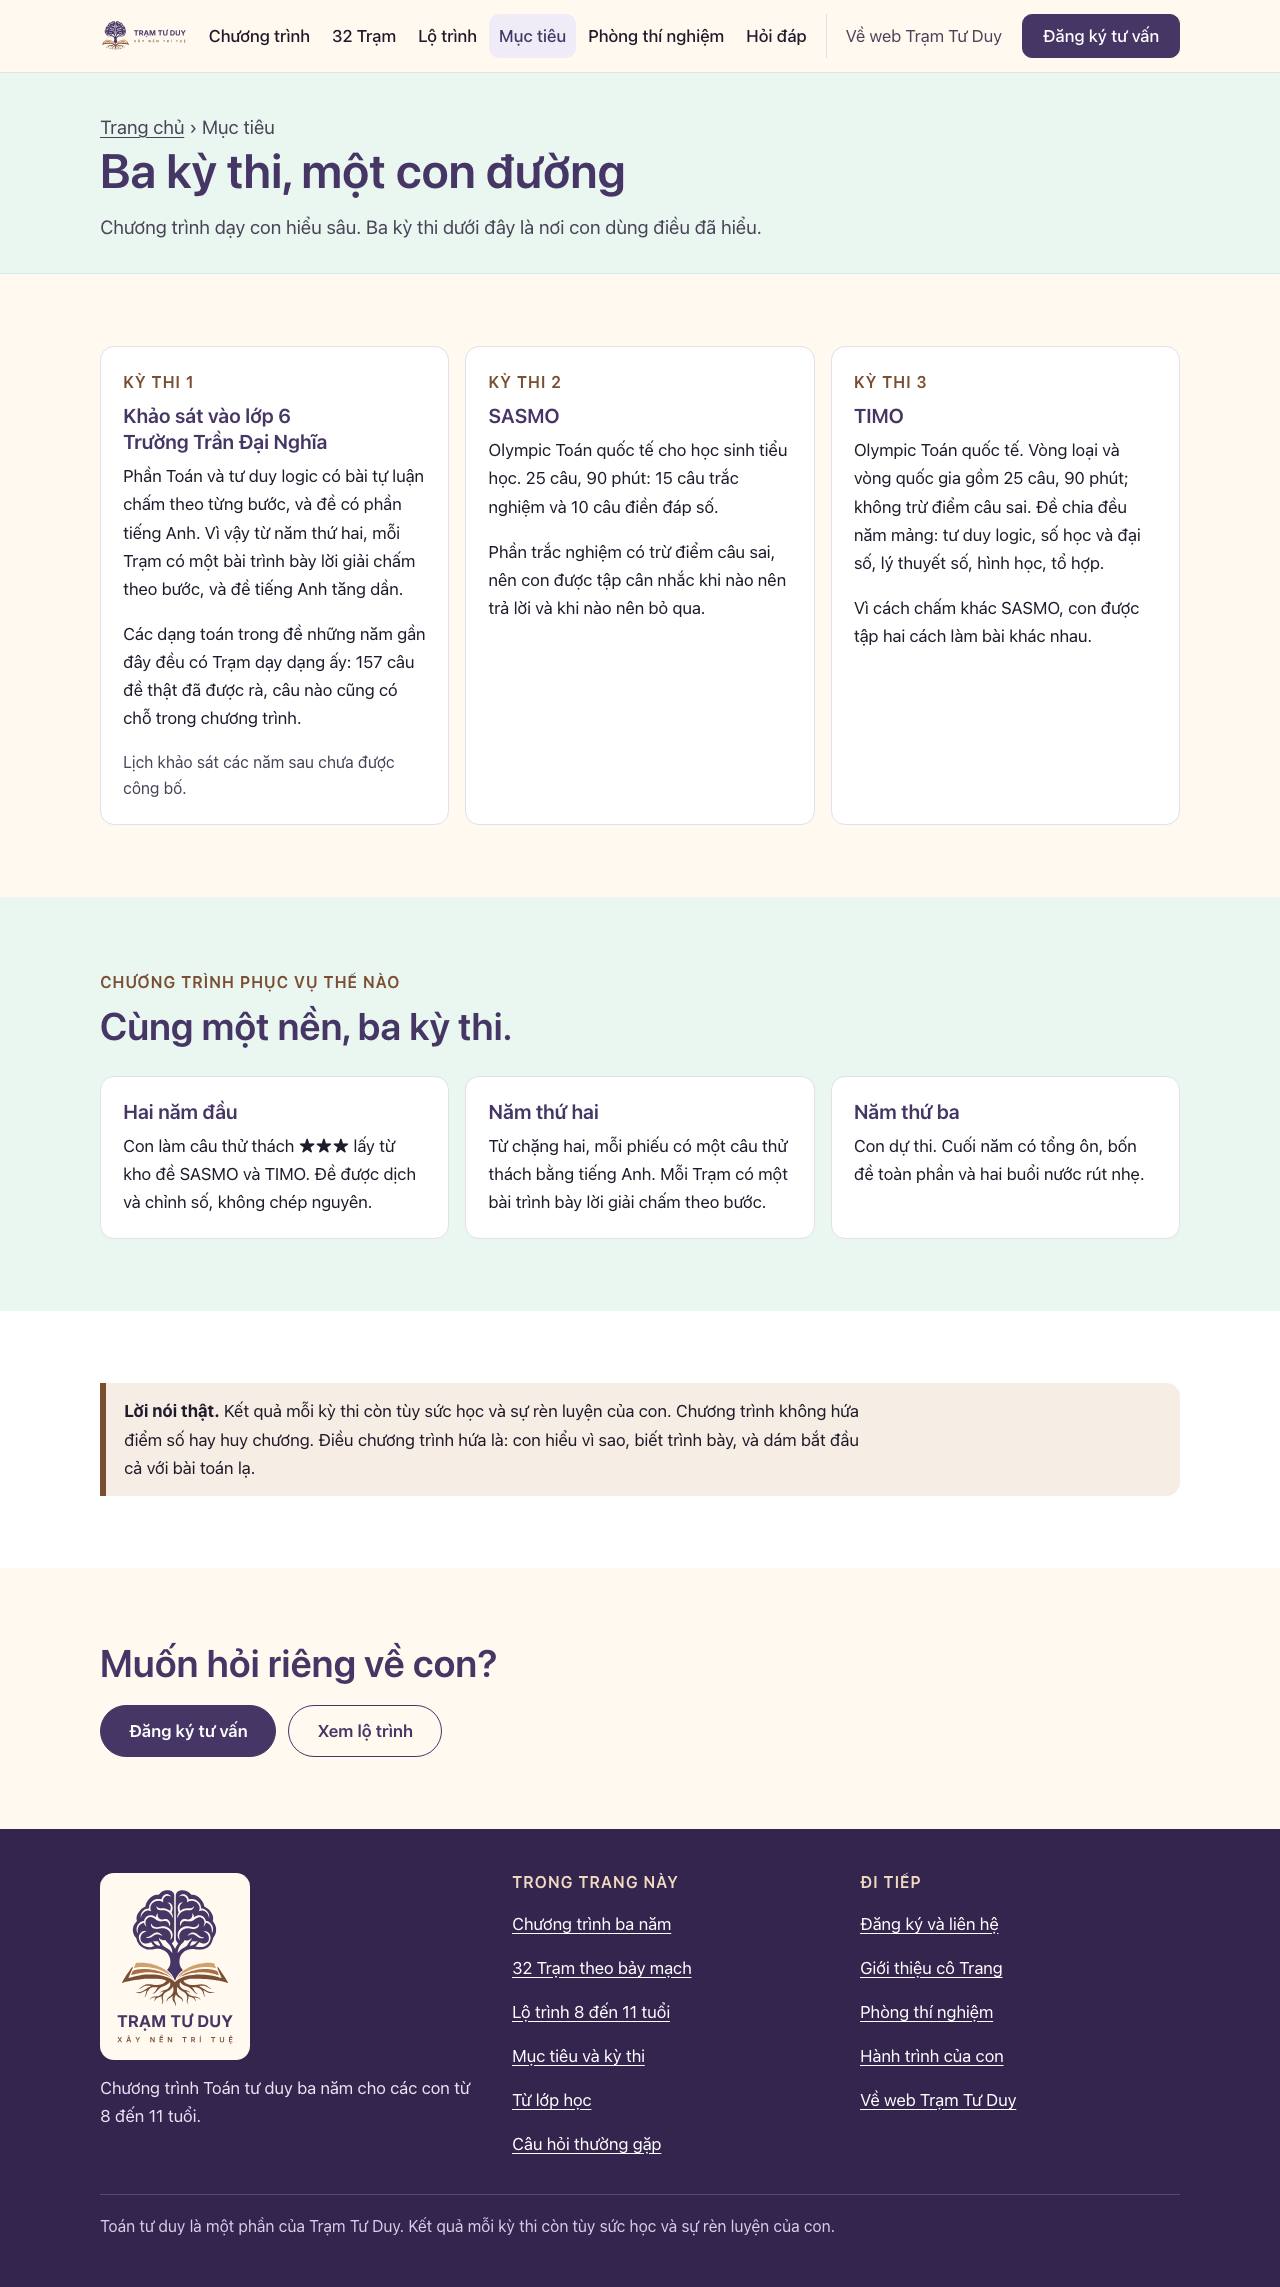 TRẠM TƯ DUY
XÂY NỀN TRÍ TUỆ
Chương trình
32 Trạm
Lộ trình
Mục tiêu
Phòng thí nghiệm
Hỏi đáp
Về web Trạm Tư Duy
Đăng ký tư vấn
Trang chủ › Mục tiêu
Ba kỳ thi, một con đường
Chương trình dạy con hiểu sâu. Ba kỳ thi dưới đây là nơi con dùng điều đã hiểu.
KỲ THI 1
Khảo sát vào lớp 6
Trường Trần Đại Nghĩa
Phần Toán và tư duy logic có bài tự luận
chấm theo từng bước, và đề có phần
tiếng Anh. Vì vậy từ năm thứ hai, mỗi
Trạm có một bài trình bày lời giải chấm
theo bước, và đề tiếng Anh tăng dần.
Các dạng toán trong đề những năm gần
đây đều có Trạm dạy dạng ấy: 157 câu
đề thật đã được rà, câu nào cũng có
chỗ trong chương trình.
Lịch khảo sát các năm sau chưa được
công bố.
KỲ THI 2
SASMO
Olympic Toán quốc tế cho học sinh tiểu
học. 25 câu, 90 phút: 15 câu trắc
nghiệm và 10 câu điền đáp số.
Phần trắc nghiệm có trừ điểm câu sai,
nên con được tập cân nhắc khi nào nên
trả lời và khi nào nên bỏ qua.
KỲ THI 3
TIMO
Olympic Toán quốc tế. Vòng loại và
vòng quốc gia gồm 25 câu, 90 phút;
không trừ điểm câu sai. Đề chia đều
năm mảng: tư duy logic, số học và đại
số, lý thuyết số, hình học, tổ hợp.
Vì cách chấm khác SASMO, con được
tập hai cách làm bài khác nhau.
CHƯƠNG TRÌNH PHỤC VỤ THẾ NÀO
Cùng một nền, ba kỳ thi.
Hai năm đầu
Con làm câu thử thách ★★★ lấy từ
kho đề SASMO và TIMO. Đề được dịch
và chỉnh số, không chép nguyên.
Năm thứ hai
Từ chặng hai, mỗi phiếu có một câu thử
thách bằng tiếng Anh. Mỗi Trạm có một
bài trình bày lời giải chấm theo bước.
Năm thứ ba
Con dự thi. Cuối năm có tổng ôn, bốn
đề toàn phần và hai buổi nước rút nhẹ.
Lời nói thật. Kết quả mỗi kỳ thi còn tùy sức học và sự rèn luyện của con. Chương trình không hứa
điểm số hay huy chương. Điều chương trình hứa là: con hiểu vì sao, biết trình bày, và dám bắt đầu
cả với bài toán lạ.
Muốn hỏi riêng về con?
Đăng ký tư vấn
Xem lộ trình
TRẠM TƯ DUY
XÂY NỀN TRÍ TUỆ
Chương trình Toán tư duy ba năm cho các con từ
8 đến 11 tuổi.
TRONG TRANG NÀY
Chương trình ba năm
32 Trạm theo bảy mạch
Lộ trình 8 đến 11 tuổi
Mục tiêu và kỳ thi
Từ lớp học
Câu hỏi thường gặp
ĐI TIẾP
Đăng ký và liên hệ
Giới thiệu cô Trang
Phòng thí nghiệm
Hành trình của con
Về web Trạm Tư Duy
Toán tư duy là một phần của Trạm Tư Duy. Kết quả mỗi kỳ thi còn tùy sức học và sự rèn luyện của con.